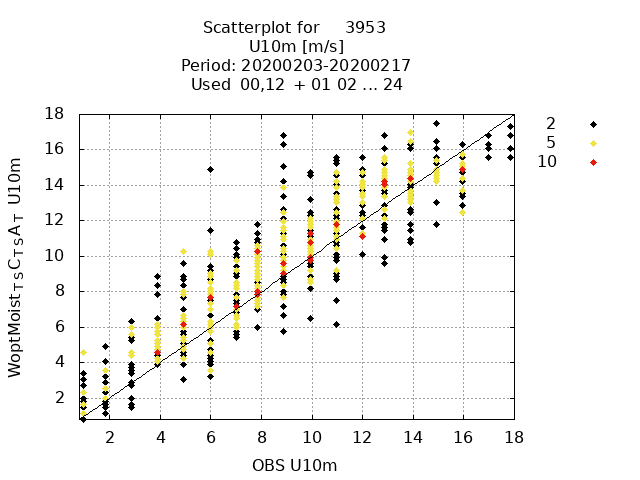 Scatterplot for 3953
U10m [m/s]
Period: 20200203-20200217
Used 00,12 + 01 02 ... 24
18
16
14
12
10
8
6
4
2
2
5
10
WoptMoist_T_S C_T_S A_T U10m
2 4 6 8 10 12 14 16 18
OBS U10m